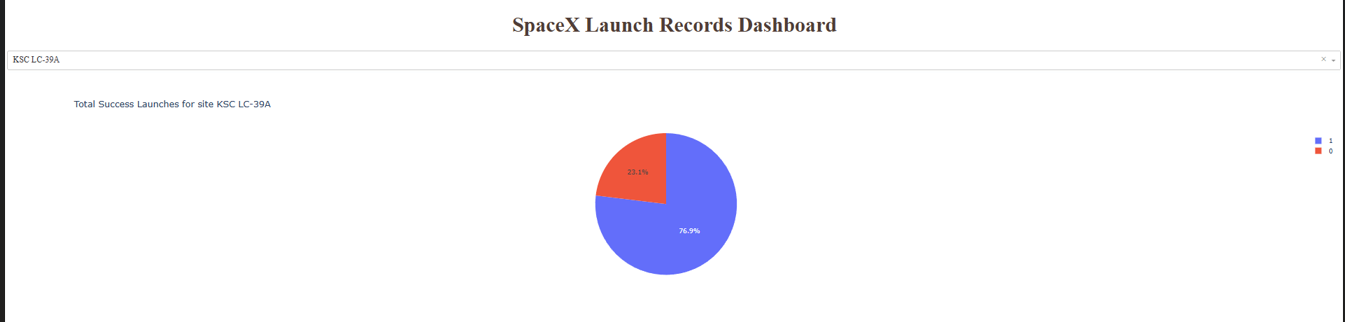 SpaceX Launch Records Dashboard
KSC LC-39A
Total Success Launches for site KSC LC-39A
1
0
23.1%
76.9%